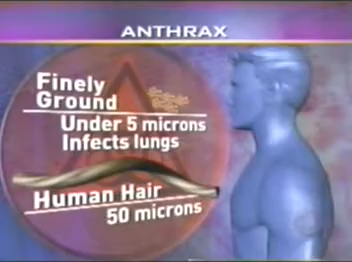 ANTHRAX
Finely
Ground
Under 5 microns
Infects lungs
Human Hair
50 microns